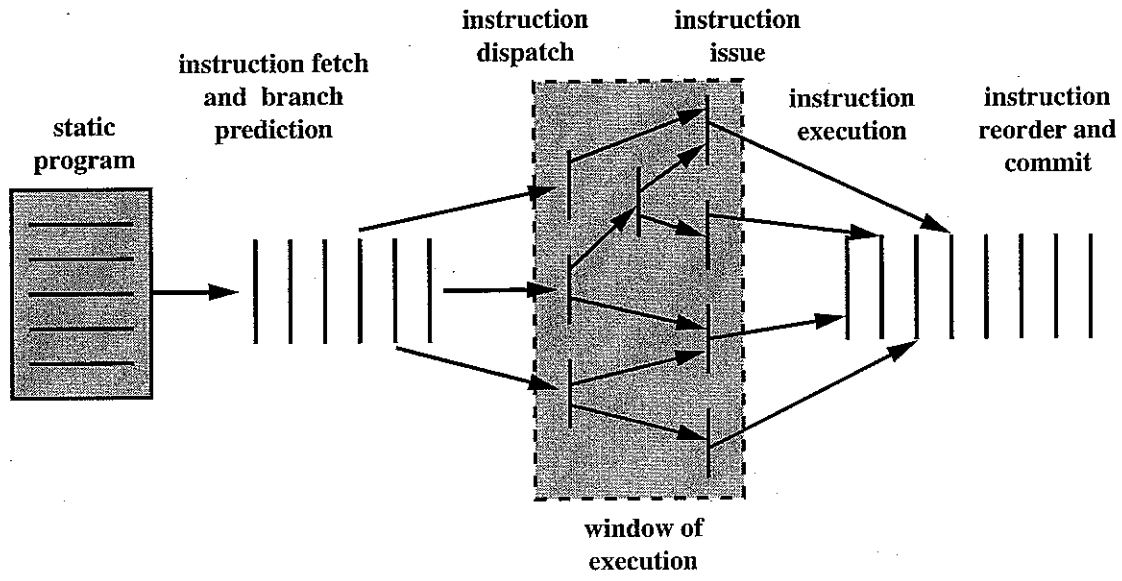 static
program
instruction fetch
and branch
prediction
instruction
dispatch
instruction
issue
instruction
execution
instruction
reorder and
commit
window of
execution